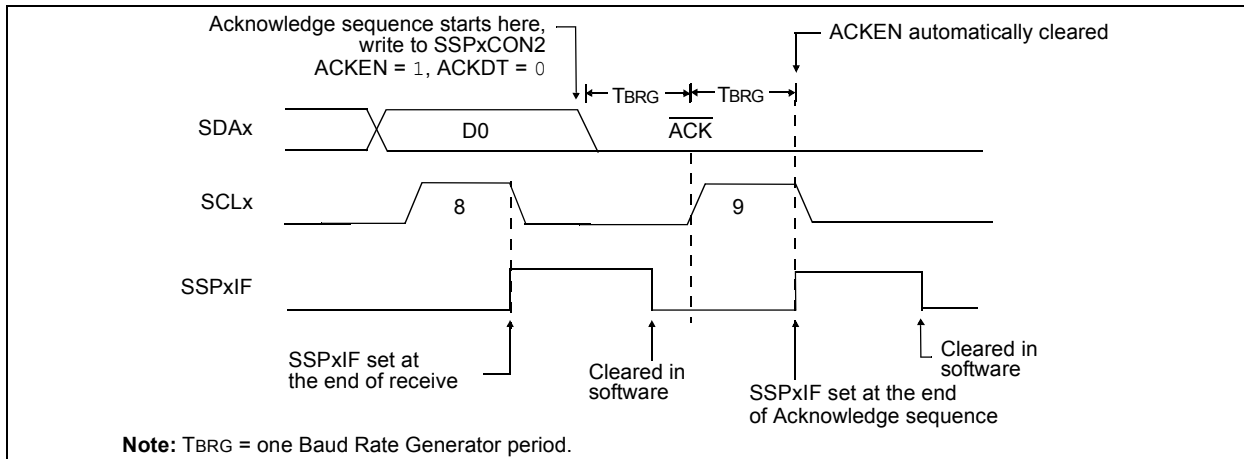 Acknowledge sequence starts here,
write to SSPxCON2
ACKEN = 1, ACKDT = 0
ACKEN automatically cleared
TBRG
TBRG
SDAx
D0
ACK
SCLx
8
9
SSPxIF
SSPxIF set at
the end of receive
Cleared in
software
SSPxIF set at the end
of Acknowledge sequence
Cleared in
software
Note: TBRG = one Baud Rate Generator period.